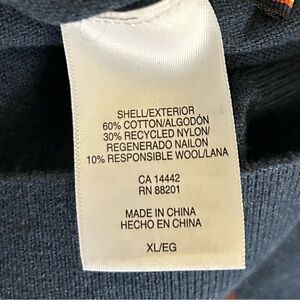 SHELL/EXTERIOR
60% COTTON/ALGODÓN
30% RECYCLED NYLON/
REGENERADO NAILON
10% RESPONSIBLE WOOL/LANA
CA 14442
RN 88201
MADE IN CHINA
HECHO EN CHINA
XL/EG